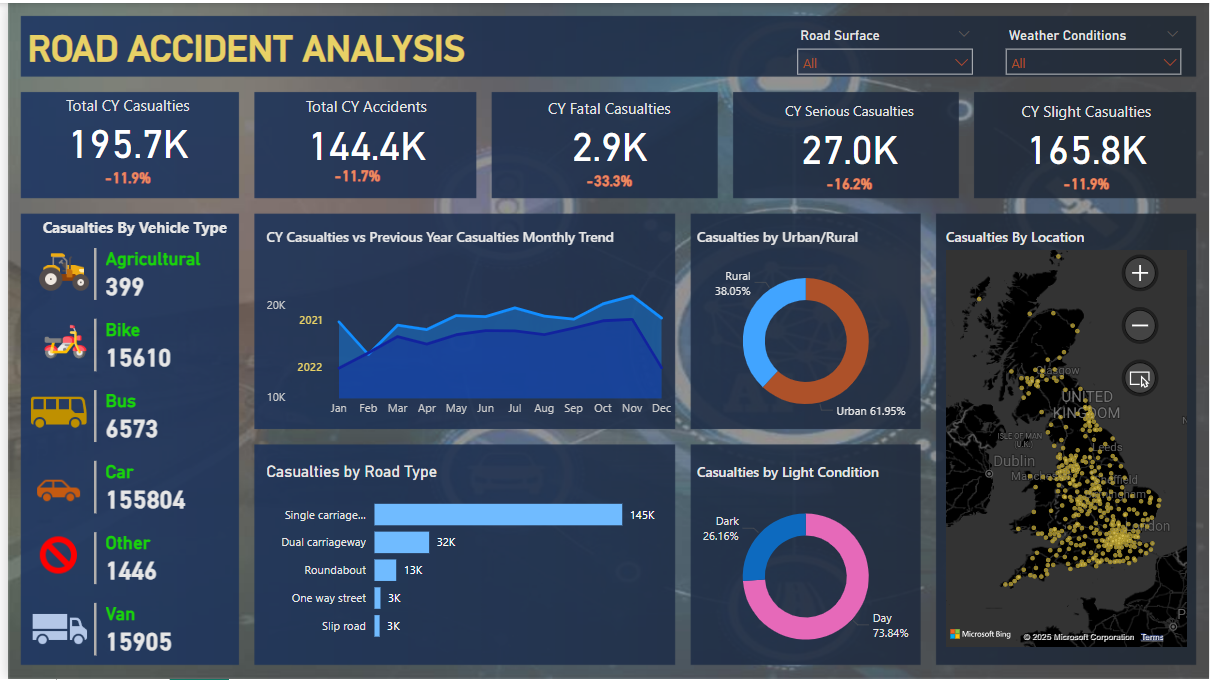 ROAD ACCIDENT ANALYSIS
Road Surface
All
Weather Conditions
All
Total CY Casualties
195.7K
-11.9%
Total CY Accidents
144.4K
-11.7%
CY Fatal Casualties
2.9K
-33.3%
CY Serious Casualties
27.0K
-16.2%
CY Slight Casualties
165.8K
-11.9%
Casualties By Vehicle Type
Agricultural
399
Bike
15610
Bus
6573
Car
155804
Other
1446
Van
15905
CY Casualties vs Previous Year Casualties Monthly Trend
20K
2021
2022
10K
Jan Feb Mar Apr May Jun Jul Aug Sep Oct Nov Dec
Casualties by Road Type
Single carriage... 145K
Dual carriageway 32K
Roundabout 13K
One way street 3K
Slip road 3K
Casualties by Urban/Rural
Rural
38.05%
Urban 61.95%
Casualties by Light Condition
Dark
26.16%
Day
73.84%
Casualties By Location
Glasgow
UNITED
KINGDOM
ISLE OF MAN
(U.K.)
Leeds
Dublin
Microsoft Bing
© 2025 Microsoft Corporation Terms